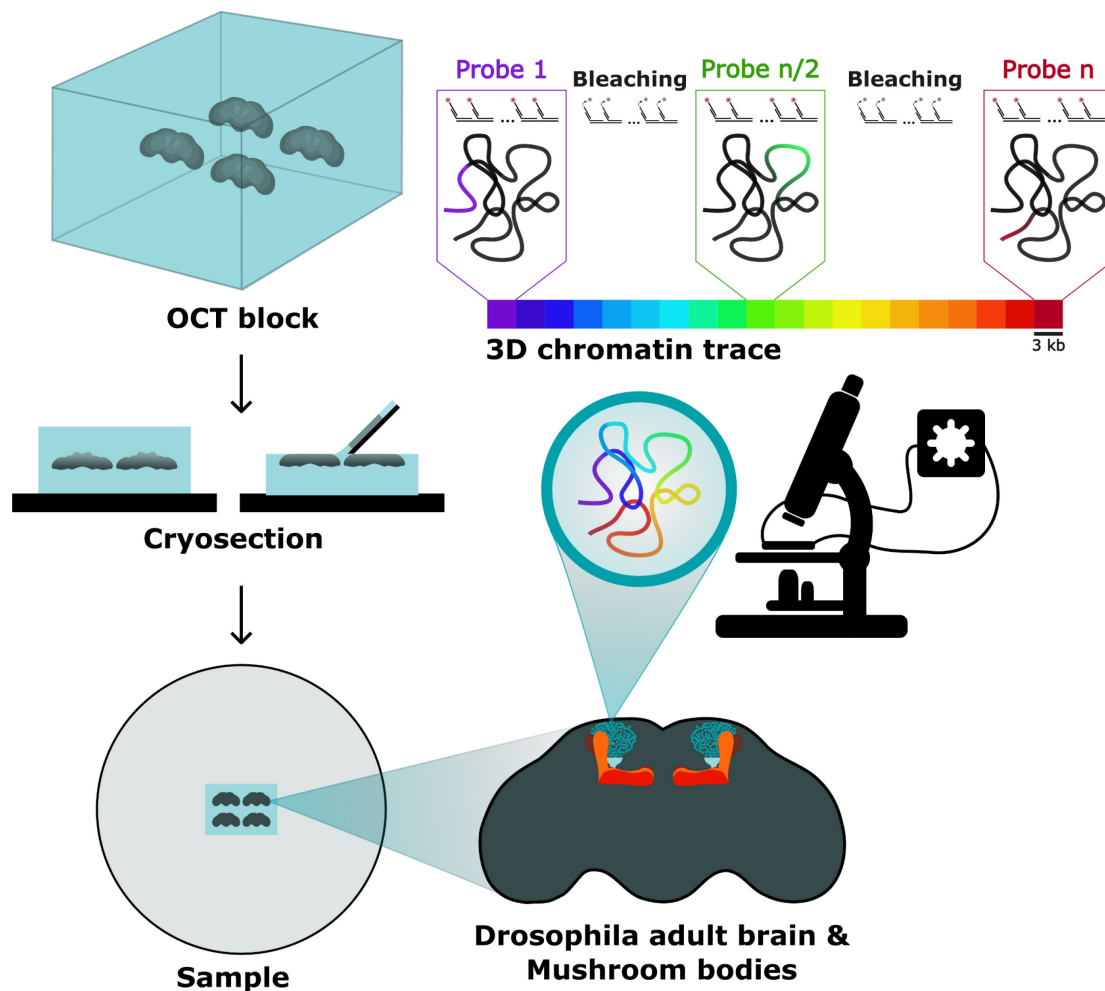 Probe 1
Bleaching
Probe n/2
Bleaching
Probe n
...
...
...
...
...
OCT block
3D chromatin trace
3 kb
Cryosection
Sample
Drosophila adult brain &
Mushroom bodies